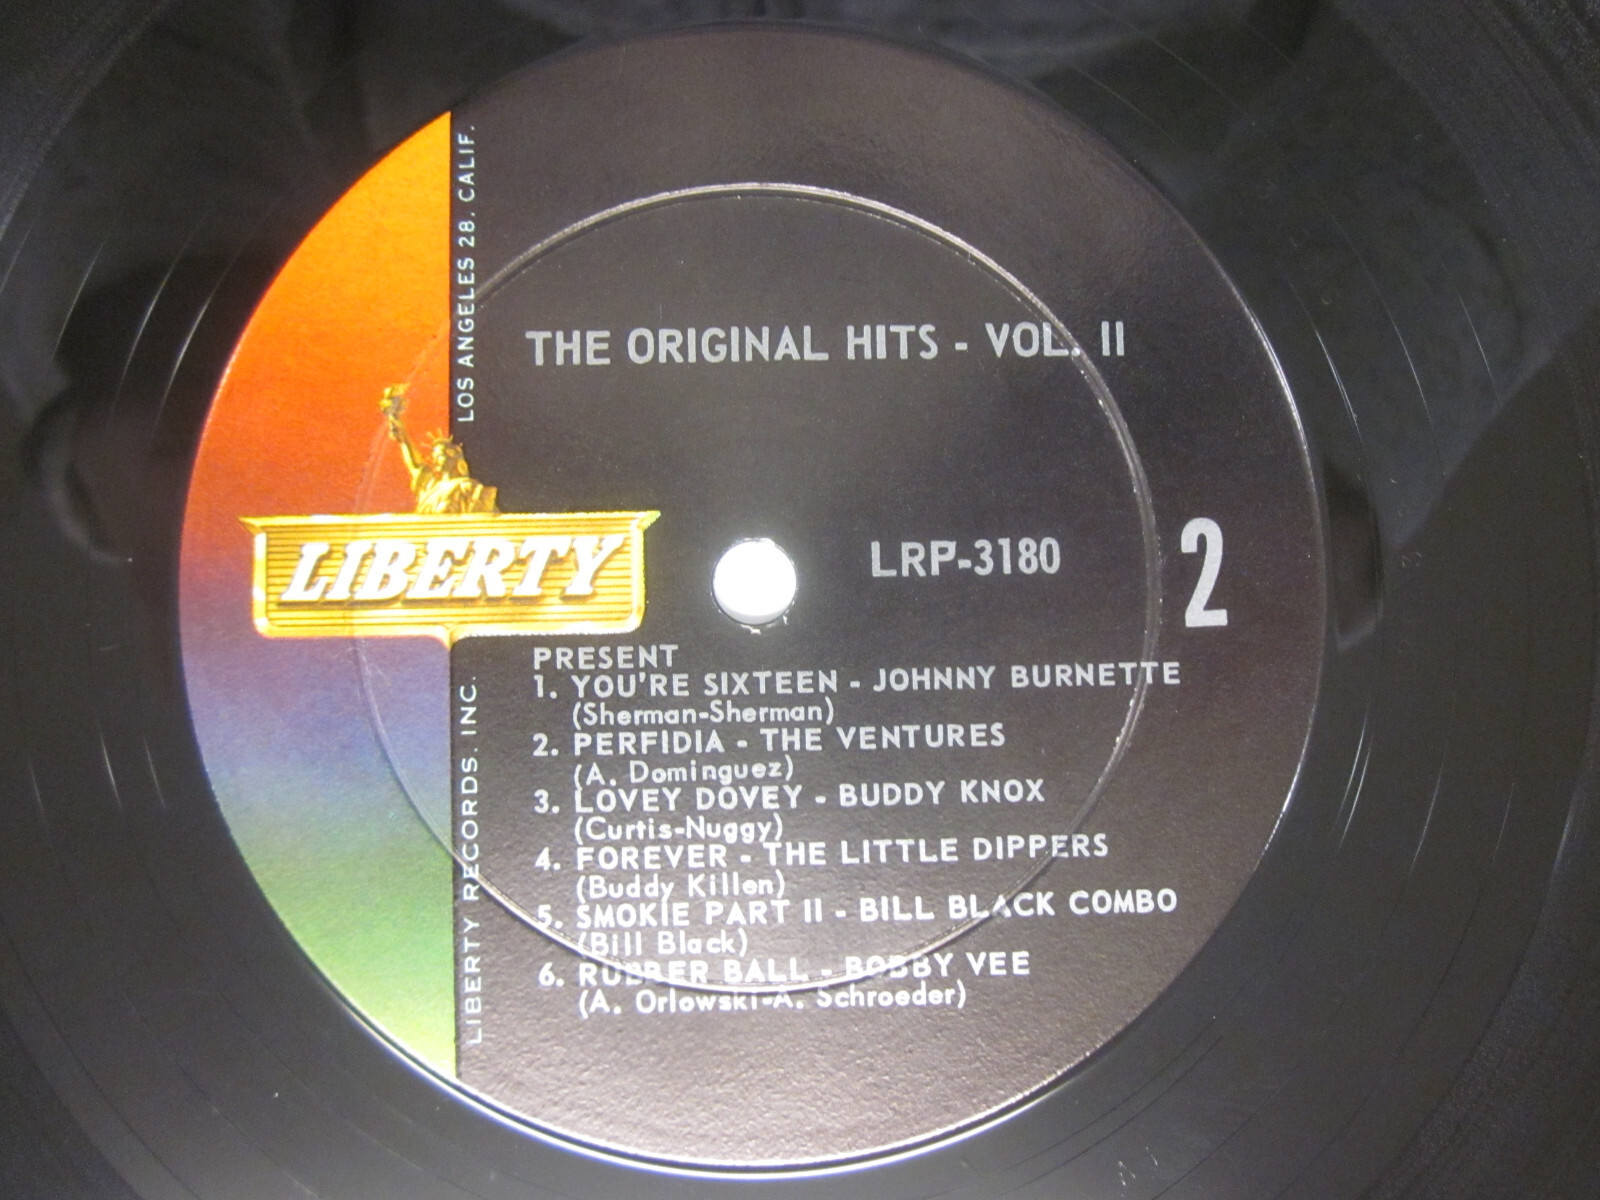 THE ORIGINAL HITS - VOL. II
LOS ANGELES 28, CALIF.
LIBERTY
LRP-3180
2
LIBERTY RECORDS, INC.
PRESENT
1. YOU'RE SIXTEEN - JOHNNY BURNETTE
(Sherman-Sherman)
2. PERFIDIA - THE VENTURES
(A. Dominguez)
3. LOVEY DOVEY - BUDDY KNOX
(Curtis-Nuggy)
4. FOREVER - THE LITTLE DIPPERS
(Buddy Killen)
5. SMOKIE PART II - BILL BLACK COMBO
(Bill Black)
6. RUBBER BALL - BOBBY VEE
(A. Orlowski-A. Schroeder)